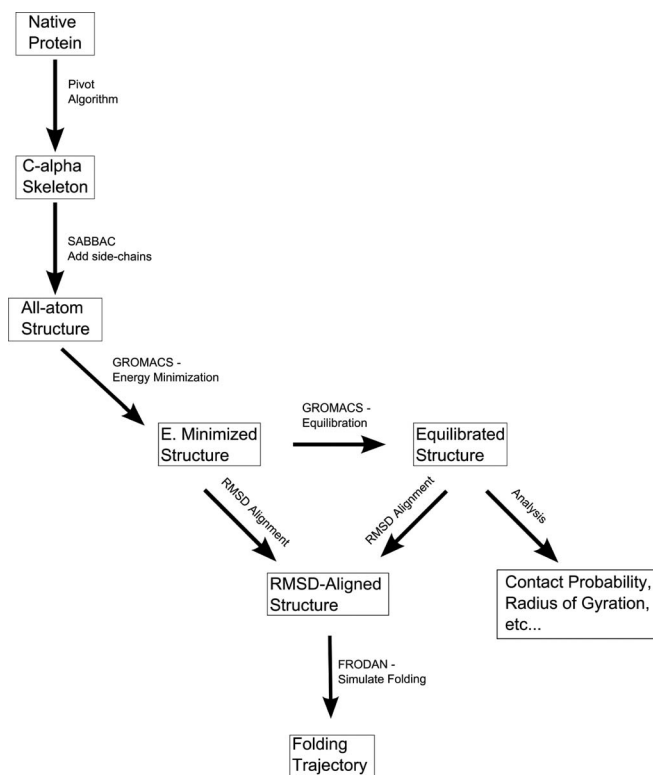 Native
Protein
Pivot
Algorithm
C-alpha
Skeleton
SABBAC
Add side-chains
All-atom
Structure
GROMACS -
Energy Minimization
E. Minimized
Structure
GROMACS -
Equilibration
Equilibrated
Structure
RMSD Alignment
RMSD Alignment
Analysis
RMSD-Aligned
Structure
Contact Probability,
Radius of Gyration,
etc...
FRODAN -
Simulate Folding
Folding
Trajectory